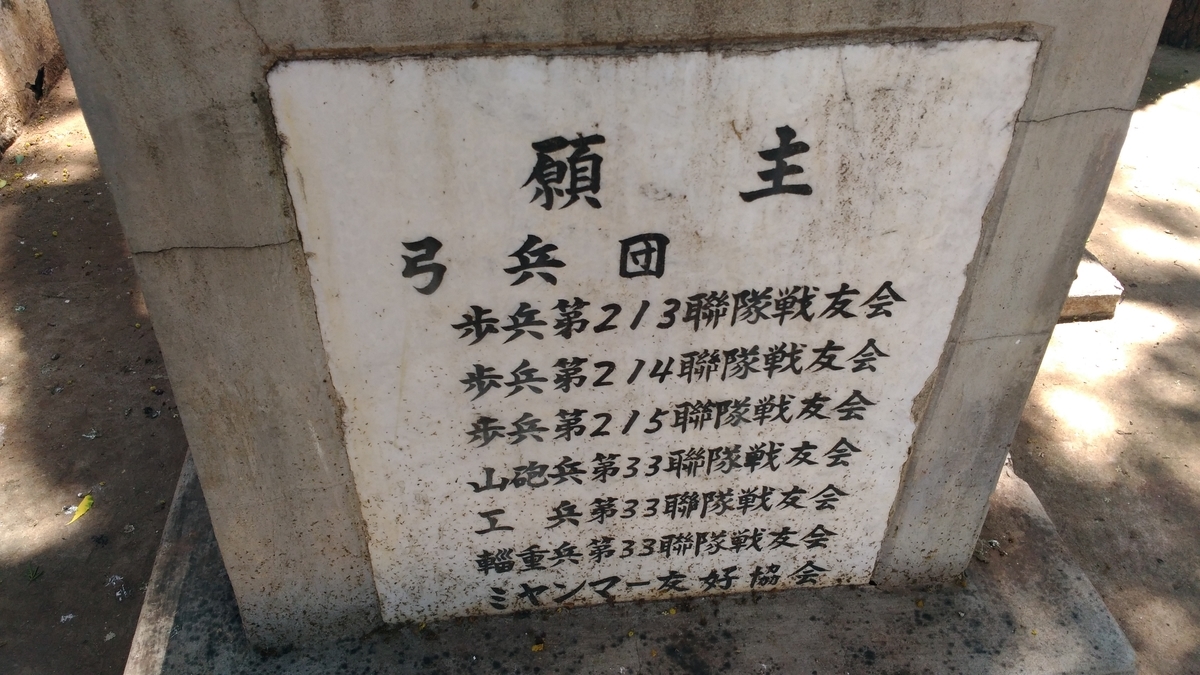 願主
弓兵団
歩兵第213聯隊戦友会
歩兵第214聯隊戦友会
歩兵第215聯隊戦友会
山砲兵第33聯隊戦友会
工兵第33聯隊戦友会
輜重兵第33聯隊戦友会
ミヤンマー友好協会